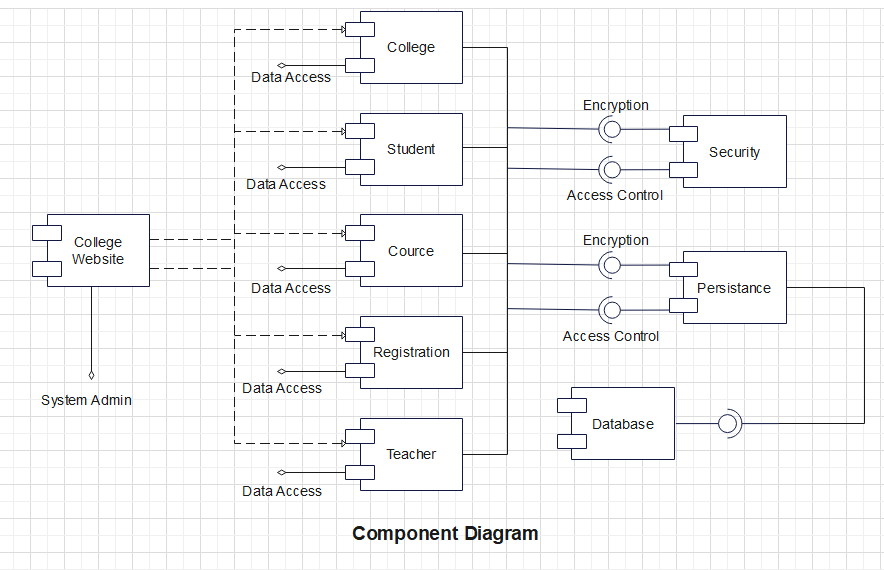 College
Data Access
Encryption
Student
Security
Data Access
Access Control
College
Website
Cource
Encryption
Data Access
Persistance
Access Control
Registration
Data Access
System Admin
Database
Teacher
Data Access
Component Diagram